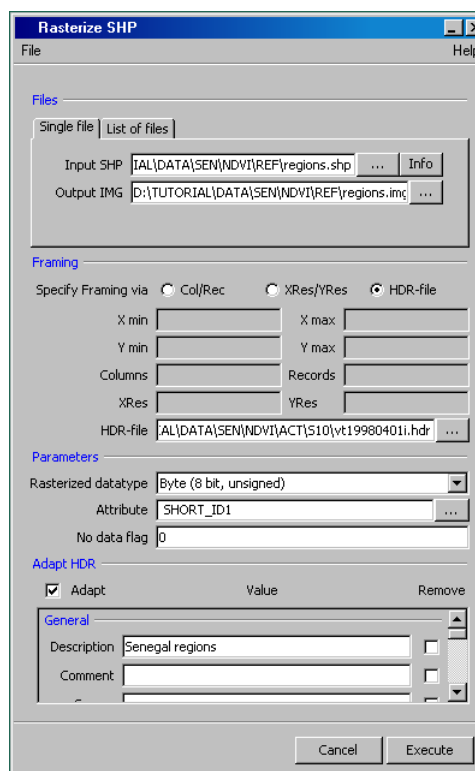 Rasterize SHP
File Help
Files
Single file List of files
Input SHP IAL\DATA\SEN\NDVI\REF\regions.shp ... Info
Output IMG D:\TUTORIAL\DATA\SEN\NDVI\REF\regions.img ...
Framing
Specify Framing via Col/Rec XRes/YRes HDR-file
X min X max
Y min Y max
Columns Records
XRes YRes
HDR-file AL\DATA\SEN\NDVI\ACT\S10\vt19980401i.hdr ...
Parameters
Rasterized datatype Byte (8 bit, unsigned)
Attribute SHORT_ID1 ...
No data flag 0
Adapt HDR
Adapt Value Remove
General
Description Senegal regions
Comment
Cancel Execute